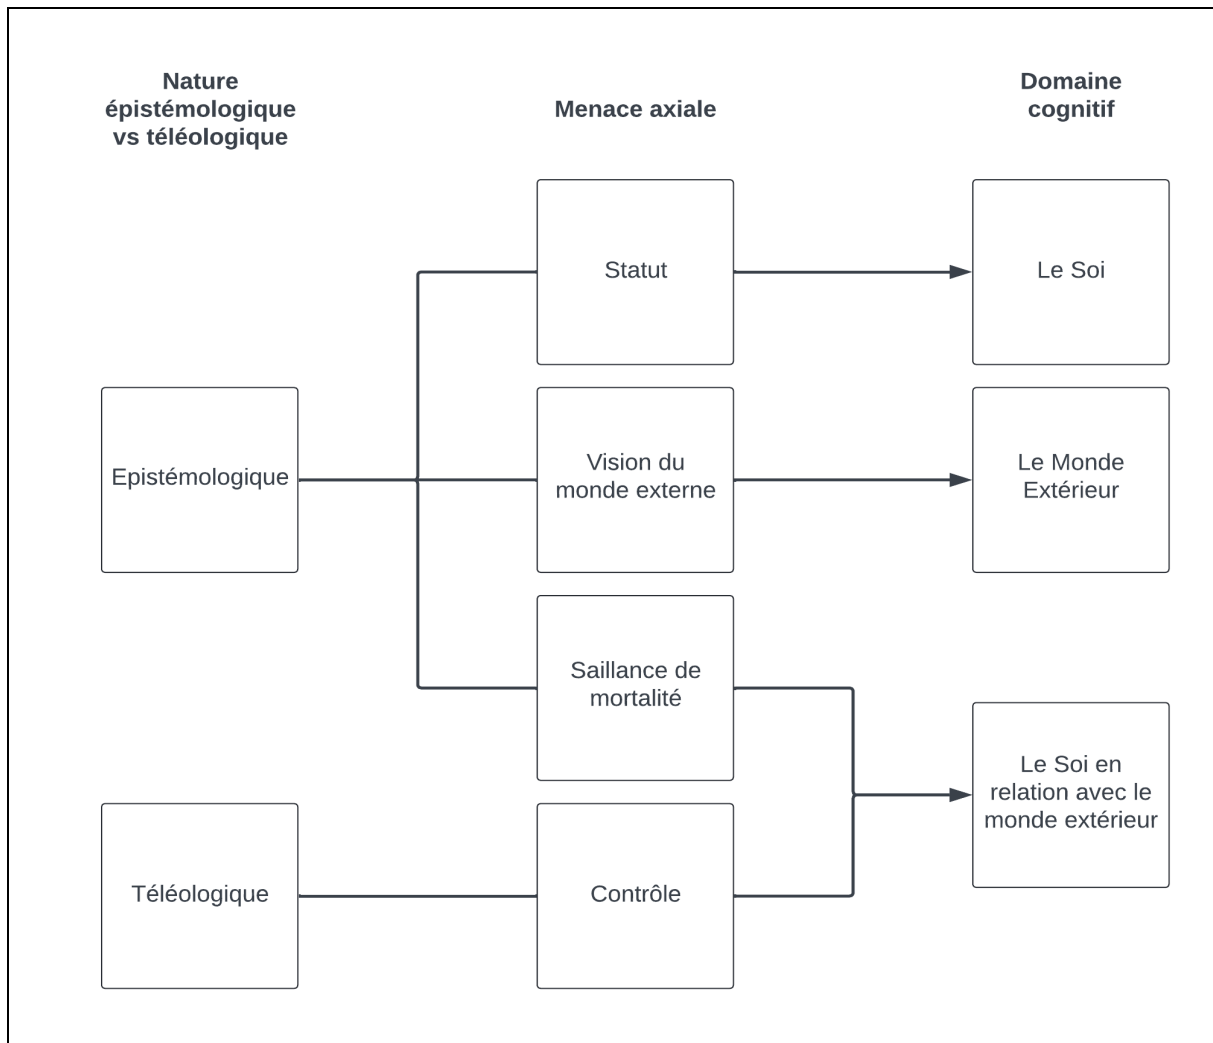 Nature
épistémologique
vs téléologique
Menace axiale
Domaine
cognitif
Statut
Le Soi
Epistémologique
Vision du
monde externe
Le Monde
Extérieur
Saillance de
mortalité
Le Soi en
relation avec le
monde extérieur
Téléologique
Contrôle